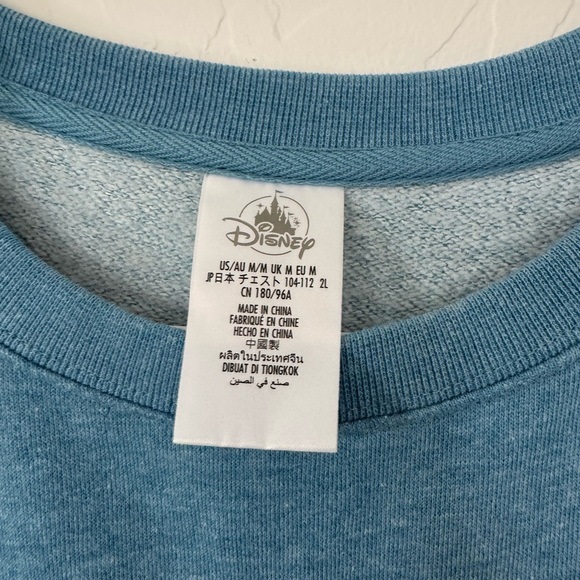 Disney
US/AU M/M UK M EU M
JP日本 チェスト 104-112 2L
CN 180/96A
MADE IN CHINA
FABRIQUÉ EN CHINE
HECHO EN CHINA
中國製
ผลิตในประเทศจีน
DIBUAT DI TIONGKOK
صنع في الصين